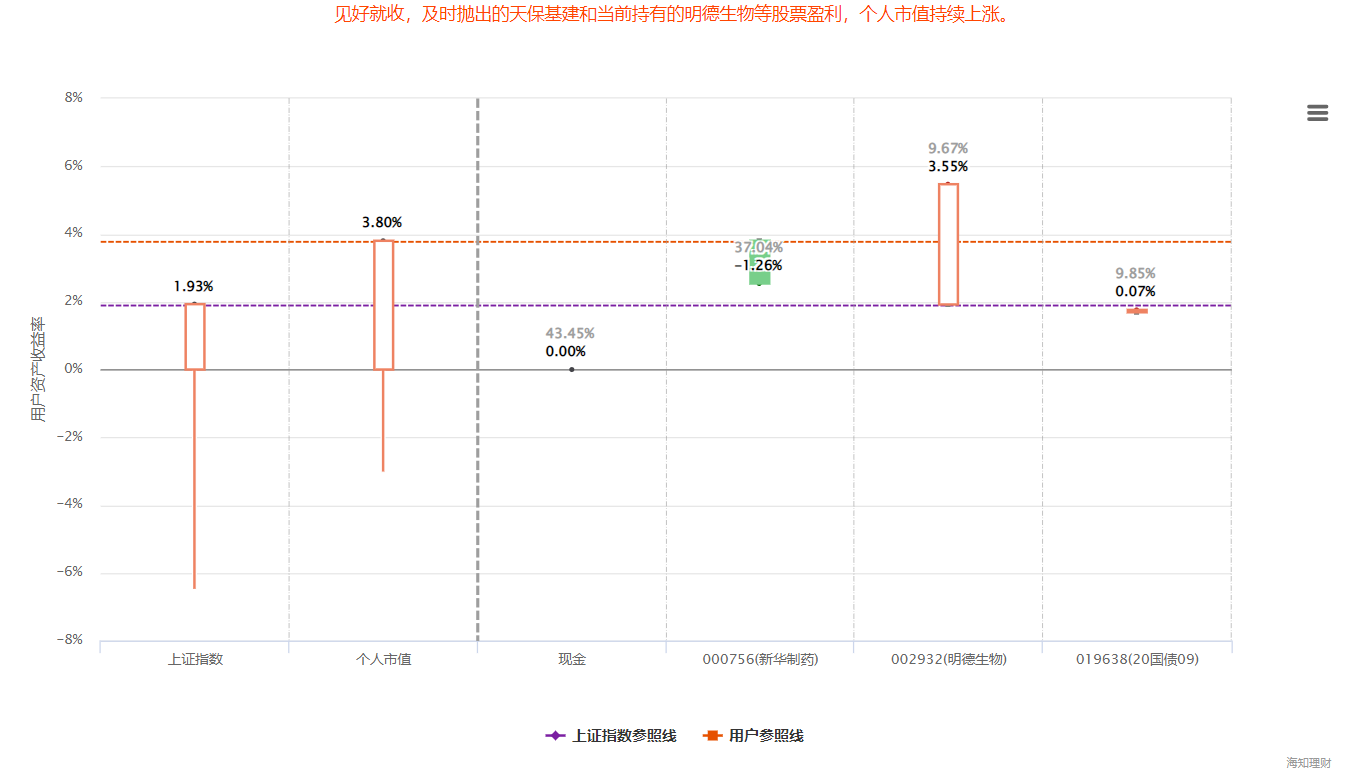 见好就收，及时抛出的天保基建和当前持有的明德生物等股票盈利，个人市值持续上涨。
8%
6%
4%
2%
0%
-2%
-4%
-6%
-8%
用户资产收益率
1.93%
3.80%
43.45%
0.00%
37.04%
-1.26%
9.67%
3.55%
9.85%
0.07%
上证指数
个人市值
现金
000756(新华制药)
002932(明德生物)
019638(20国债09)
上证指数参照线
用户参照线
海知理财